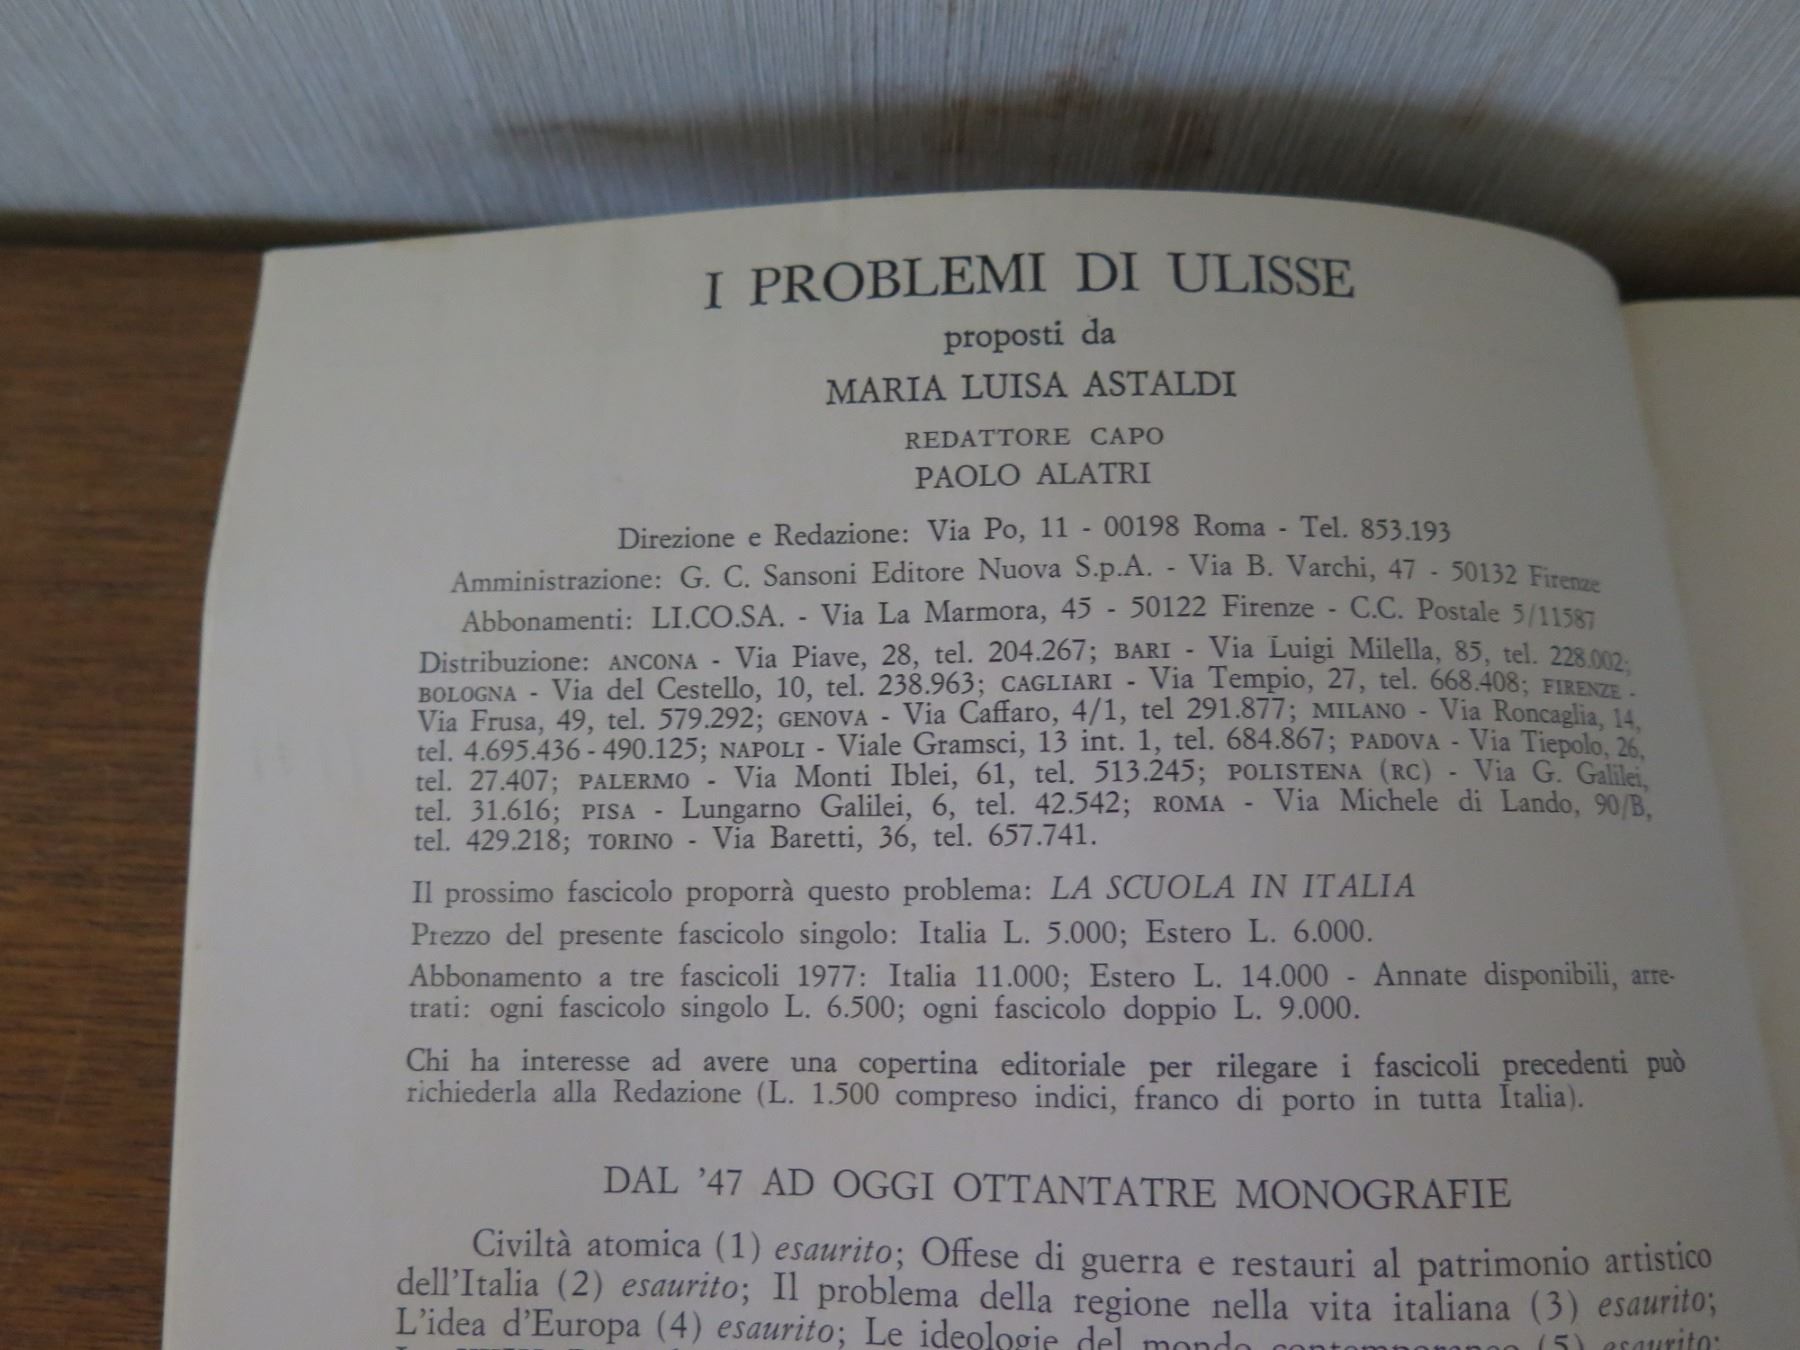 I PROBLEMI DI ULISSE
proposti da
MARIA LUISA ASTALDI
REDATTORE CAPO
PAOLO ALATRI
Direzione e Redazione: Via Po, 11 - 00198 Roma - Tel. 853.193
Amministrazione: G. C. Sansoni Editore Nuova S.p.A. - Via B. Varchi, 47 - 50132 Firenze
Abbonamenti: LI.CO.SA. - Via La Marmora, 45 - 50122 Firenze - C.C. Postale 5/11587
Distribuzione: ANCONA - Via Piave, 28, tel. 204.267; BARI - Via Luigi Milella, 85, tel. 228.002;
BOLOGNA - Via del Cestello, 10, tel. 238.963; CAGLIARI - Via Tempio, 27, tel. 668.408; FIRENZE -
Via Frusa, 49, tel. 579.292; GENOVA - Via Caffaro, 4/1, tel 291.877; MILANO - Via Roncaglia, 14,
tel. 4.695.436 - 490.125; NAPOLI - Viale Gramsci, 13 int. 1, tel. 684.867; PADOVA - Via Tiepolo, 26,
tel. 27.407; PALERMO - Via Monti Iblei, 61, tel. 513.245; POLISTENA (RC) - Via G. Galilei,
tel. 31.616; PISA - Lungarno Galilei, 6, tel. 42.542; ROMA - Via Michele di Lando, 90/B,
tel. 429.218; TORINO - Via Baretti, 36, tel. 657.741.
Il prossimo fascicolo proporrà questo problema: LA SCUOLA IN ITALIA
Prezzo del presente fascicolo singolo: Italia L. 5.000; Estero L. 6.000.
Abbonamento a tre fascicoli 1977: Italia 11.000; Estero L. 14.000 - Annate disponibili, arre-
trati: ogni fascicolo singolo L. 6.500; ogni fascicolo doppio L. 9.000.
Chi ha interesse ad avere una copertina editoriale per rilegare i fascicoli precedenti può
richiederla alla Redazione (L. 1.500 compreso indici, franco di porto in tutta Italia).
DAL '47 AD OGGI OTTANTATRE MONOGRAFIE
Civiltà atomica (1) esaurito; Offese di guerra e restauri al patrimonio artistico
dell'Italia (2) esaurito; Il problema della regione nella vita italiana (3) esaurito;
L'idea d'Europa (4) esaurito; Le ideologie del mondo contemporaneo (5) esaurito;